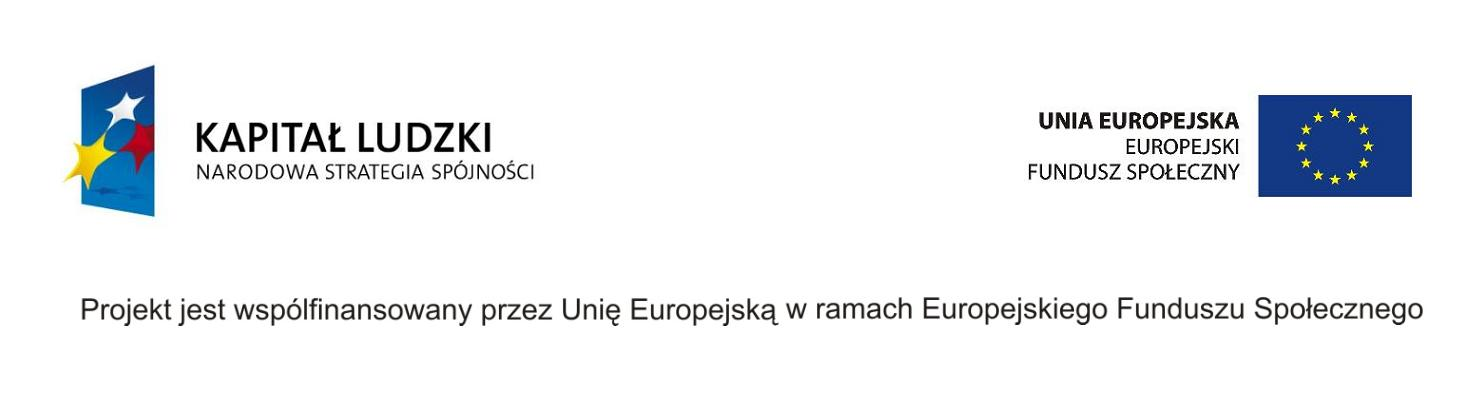 KAPITAŁ LUDZKI
NARODOWA STRATEGIA SPÓJNOŚCI
UNIA EUROPEJSKA
EUROPEJSKI
FUNDUSZ SPOŁECZNY
Projekt jest wspólfinansowany przez Unię Europejską w ramach Europejskiego Funduszu Społecznego